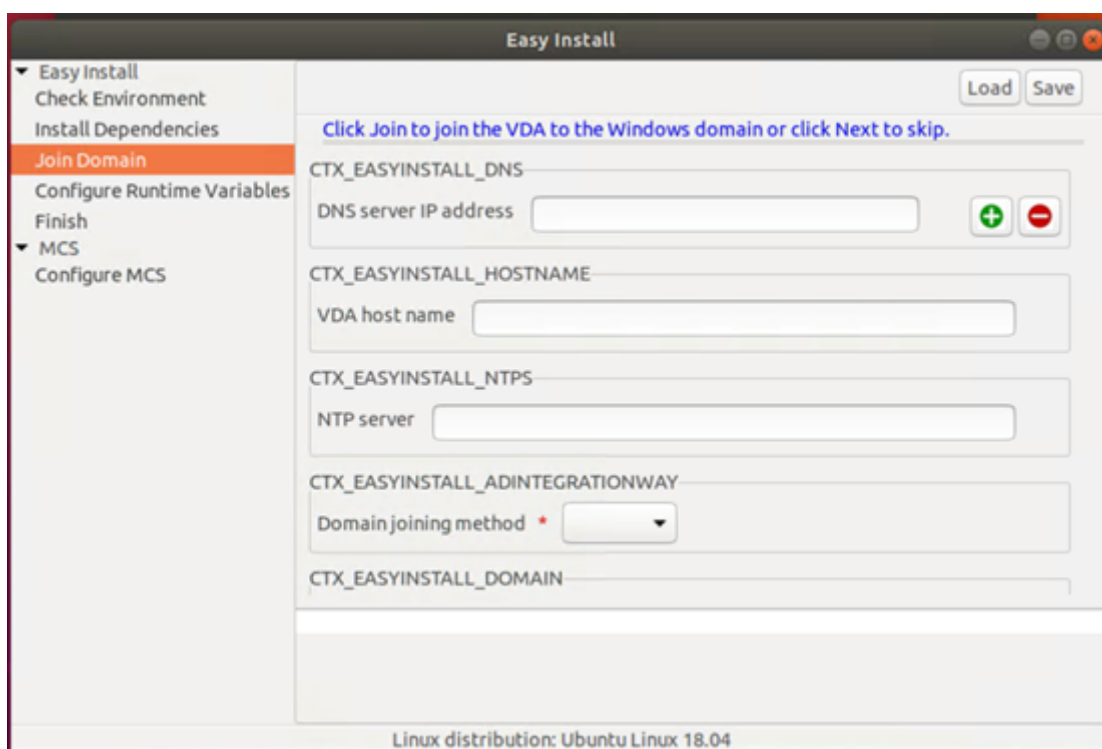 Easy Install
Easy Install
Check Environment
Install Dependencies
Join Domain
Configure Runtime Variables
Finish
MCS
Configure MCS
Load Save
Click Join to join the VDA to the Windows domain or click Next to skip.
CTX_EASYINSTALL_DNS
DNS server IP address
CTX_EASYINSTALL_HOSTNAME
VDA host name
CTX_EASYINSTALL_NTPS
NTP server
CTX_EASYINSTALL_ADINTEGRATIONWAY
Domain joining method *
CTX_EASYINSTALL_DOMAIN
Linux distribution: Ubuntu Linux 18.04